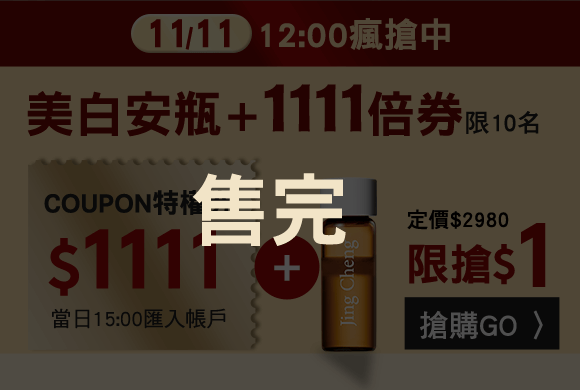 11/11 12:00瘋搶中
美白安瓶+1111倍券限10名
COUPON特權
$1111
當日15:00匯入帳戶
+
Jing Cheng
售完
定價$2980
限搶$1
搶購GO 〉